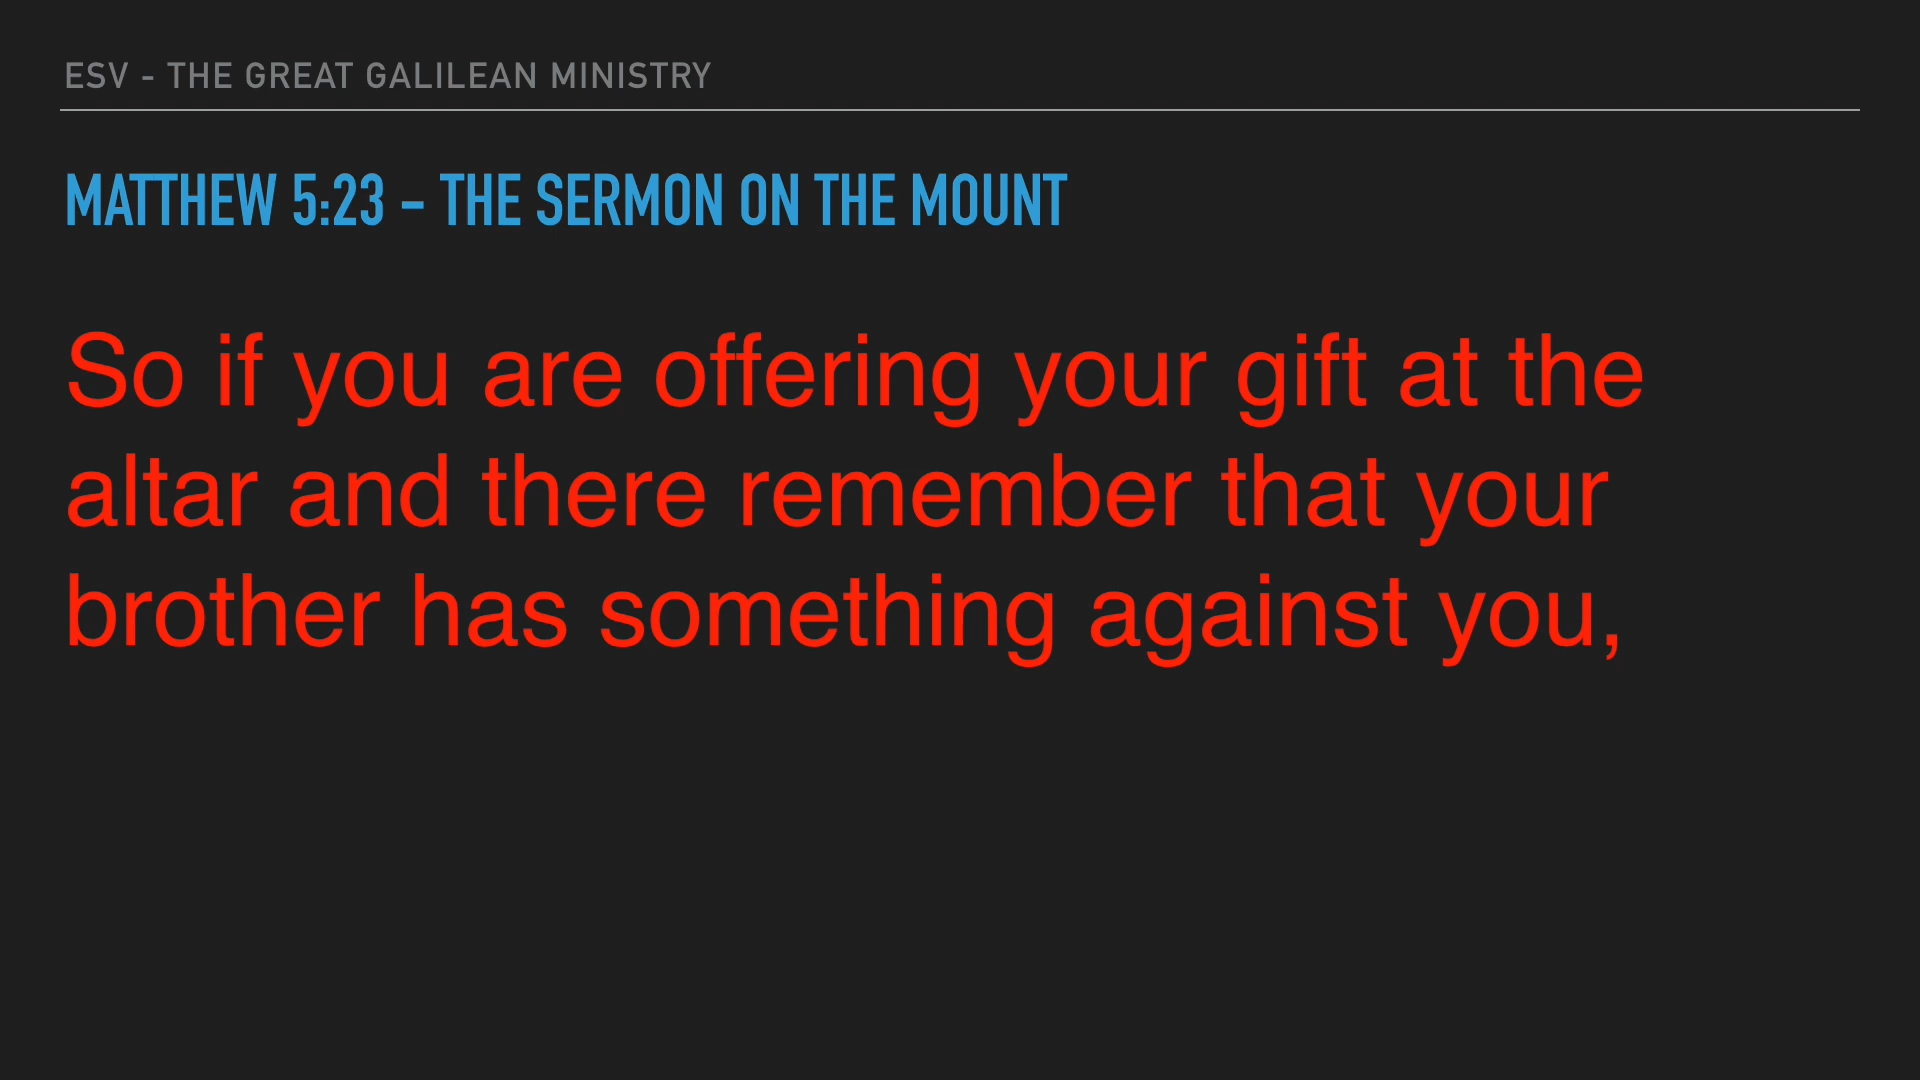 ESV - THE GREAT GALILEAN MINISTRY
MATTHEW 5:23 – THE SERMON ON THE MOUNT
So if you are offering your gift at the
altar and there remember that your
brother has something against you,